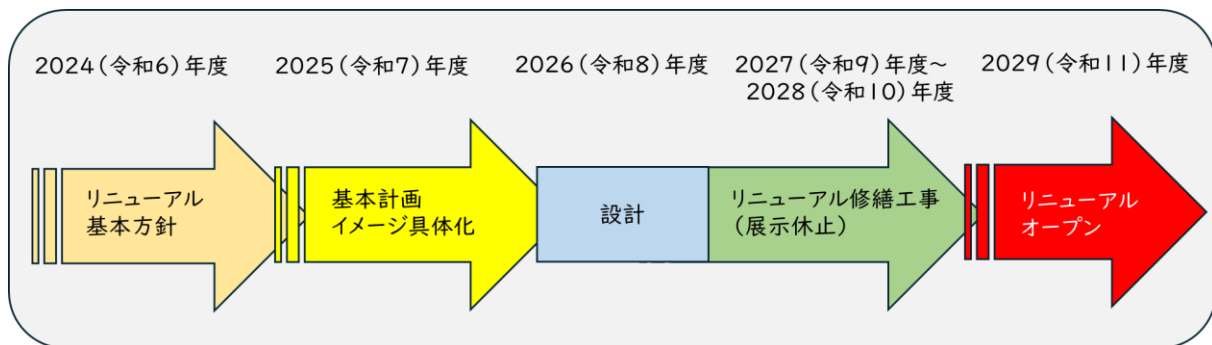 2024(令和6)年度
2025(令和7)年度
2026(令和8)年度
2027(令和9)年度～
2028(令和10)年度
2029(令和11)年度
リニューアル
基本方針
基本計画
イメージ具体化
設計
リニューアル修繕工事
(展示休止)
リニューアル
オープン